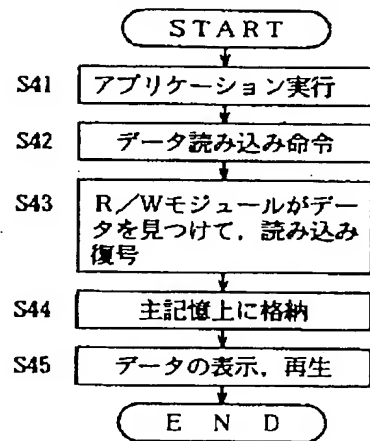 START
S41 アプリケーション実行
S42 データ読み込み命令
S43 R／Wモジュールがデー
タを見つけて，読み込み
復号
S44 主記憶上に格納
S45 データの表示，再生
END